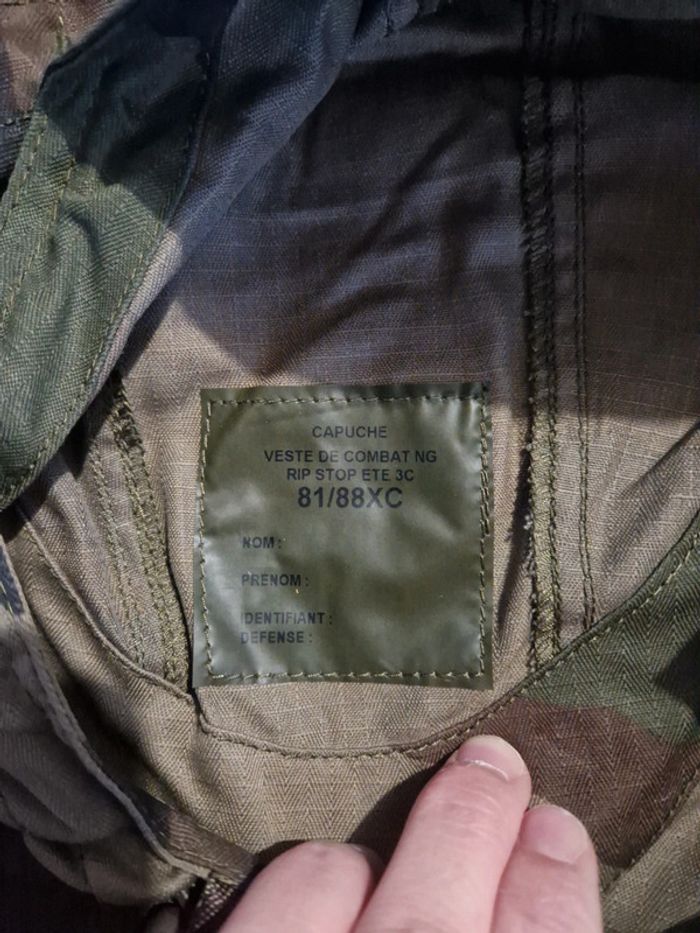 CAPUCHE
VESTE DE COMBAT NG
RIP STOP ETE 3C
81/88XC
NOM :
PRENOM :
IDENTIFIANT :
DEFENSE :